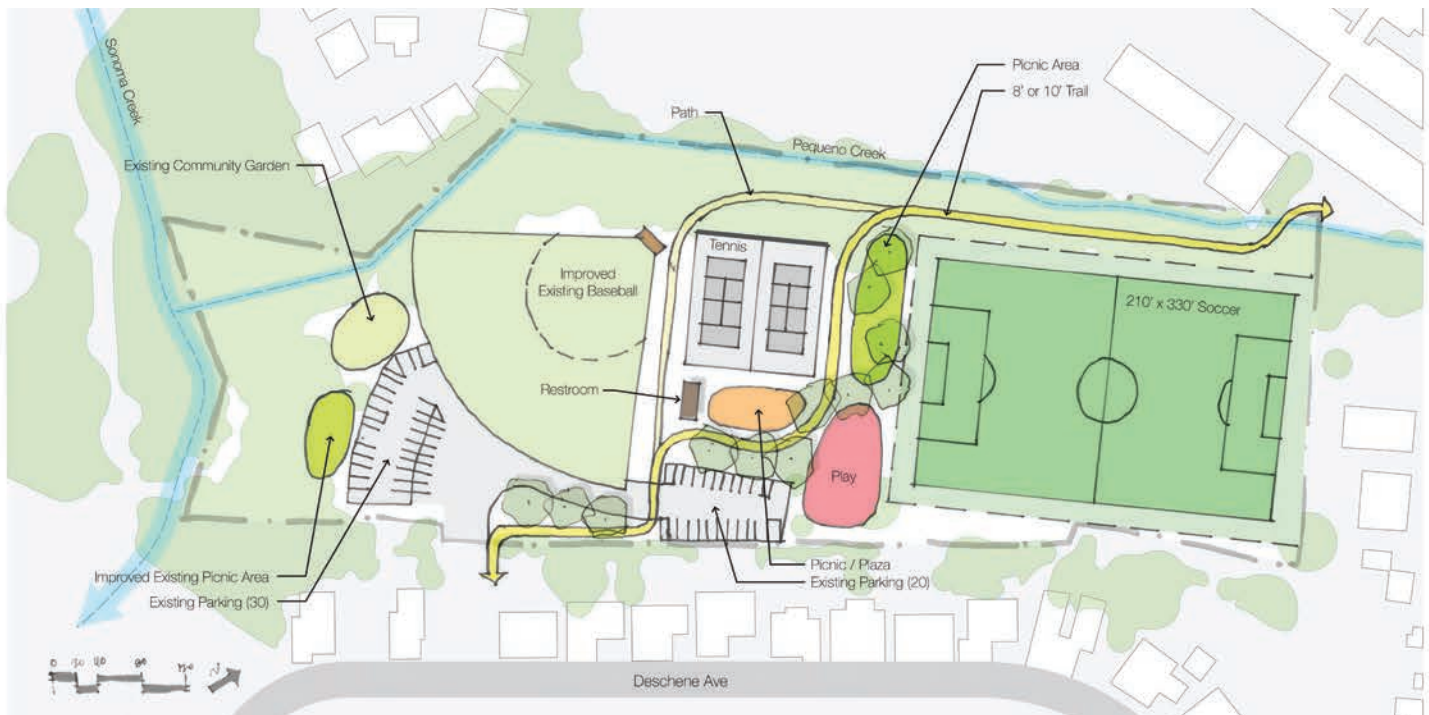 Sonoma Creek
Picnic Area
8' or 10' Trail
Path
Pequeno Creek
Existing Community Garden
Tennis
Improved
Existing Baseball
210' x 330' Soccer
Restroom
Play
Improved Existing Picnic Area
Existing Parking (30)
Picnic / Plaza
Existing Parking (20)
Deschene Ave
0
N